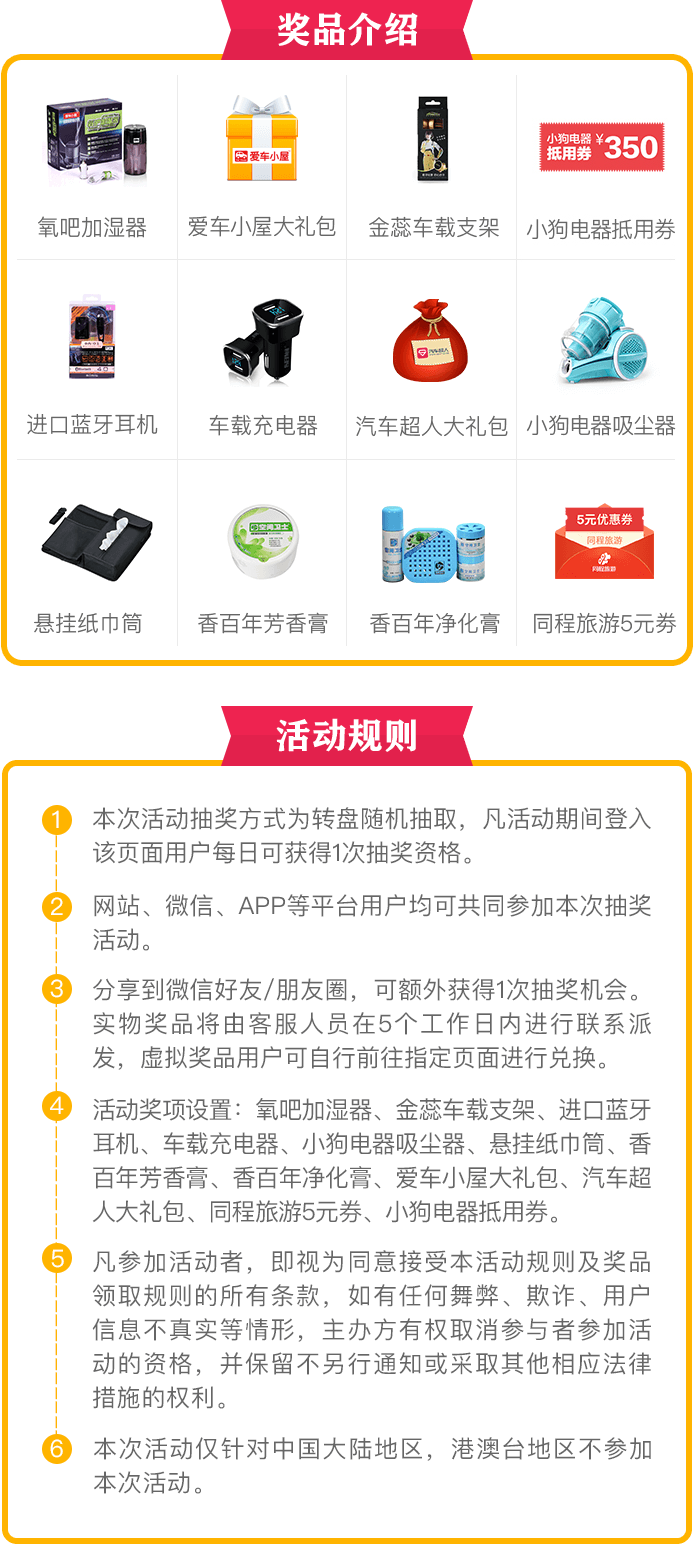 奖品介绍
爱车小屋
小狗电器
抵用券
¥350
氧吧加湿器
爱车小屋大礼包
金蕊车载支架
小狗电器抵用券
汽车超人
进口蓝牙耳机
车载充电器
汽车超人大礼包
小狗电器吸尘器
空间卫士
5元优惠券
同程旅游
同程旅游
悬挂纸巾筒
香百年芳香膏
香百年净化膏
同程旅游5元券
活动规则
1 本次活动抽奖方式为转盘随机抽取，凡活动期间登入
该页面用户每日可获得1次抽奖资格。
2 网站、微信、APP等平台用户均可共同参加本次抽奖
活动。
3 分享到微信好友/朋友圈，可额外获得1次抽奖机会。
实物奖品将由客服人员在5个工作日内进行联系派
发，虚拟奖品用户可自行前往指定页面进行兑换。
4 活动奖项设置：氧吧加湿器、金蕊车载支架、进口蓝牙
耳机、车载充电器、小狗电器吸尘器、悬挂纸巾筒、香
百年芳香膏、香百年净化膏、爱车小屋大礼包、汽车超
人大礼包、同程旅游5元券、小狗电器抵用券。
5 凡参加活动者，即视为同意接受本活动规则及奖品
领取规则的所有条款，如有任何舞弊、欺诈、用户
信息不真实等情形，主办方有权取消参与者参加活
动的资格，并保留不另行通知或采取其他相应法律
措施的权利。
6 本次活动仅针对中国大陆地区，港澳台地区不参加
本次活动。